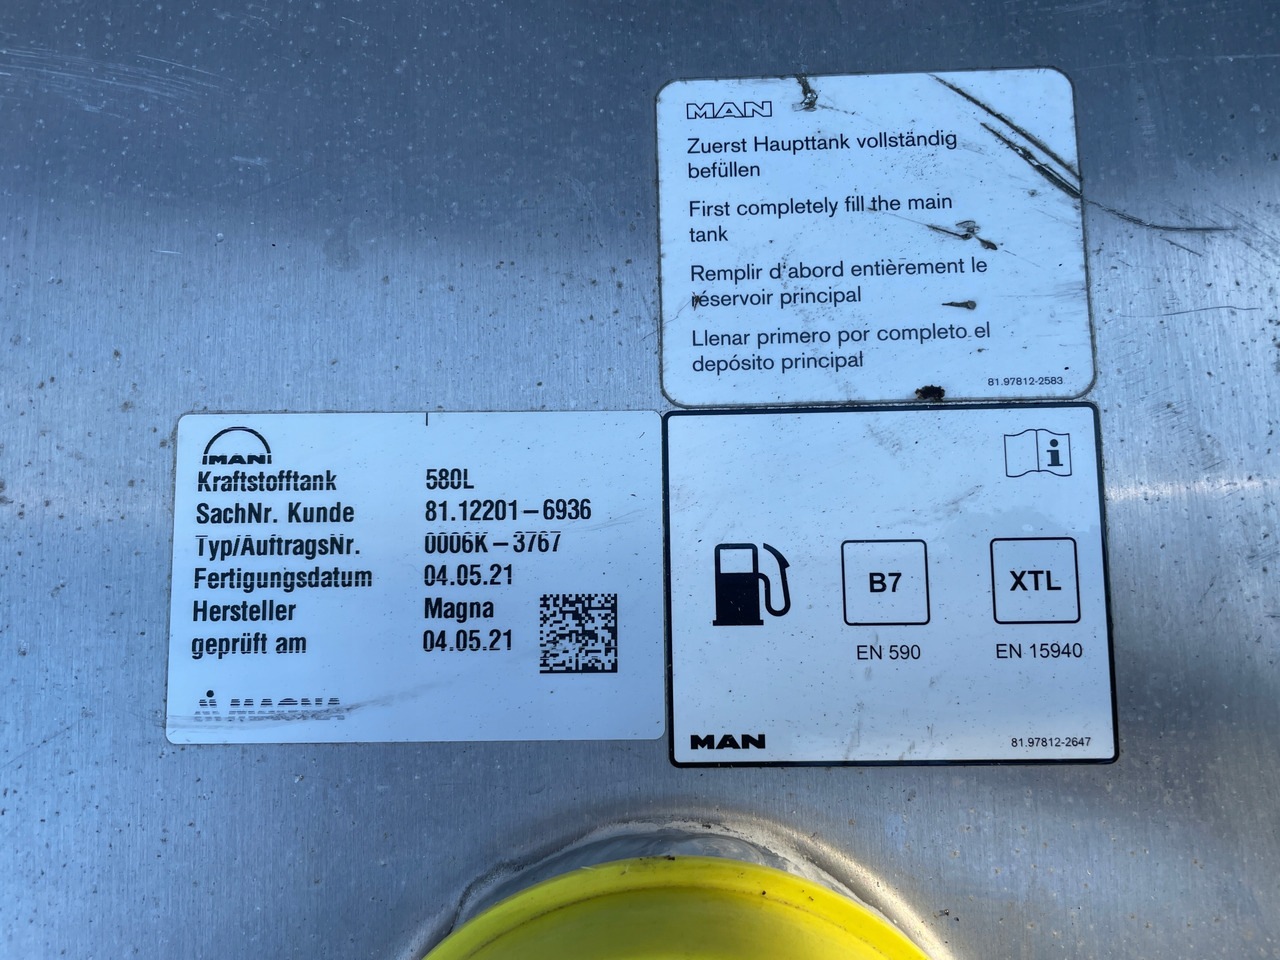 MAN
Zuerst Haupttank vollständig
befüllen
First completely fill the main
tank
Remplir d'abord entièrement le
réservoir principal
Llenar primero por completo el
depósito principal
81.97812-2583
MAN
Kraftstofftank 580L
SachNr. Kunde 81.12201-6936
Typ/AuftragsNr. 0006K-3767
Fertigungsdatum 04.05.21
Hersteller Magna
geprüft am 04.05.21
MAGNA
i
B7
XTL
EN 590
EN 15940
MAN
81.97812-2647